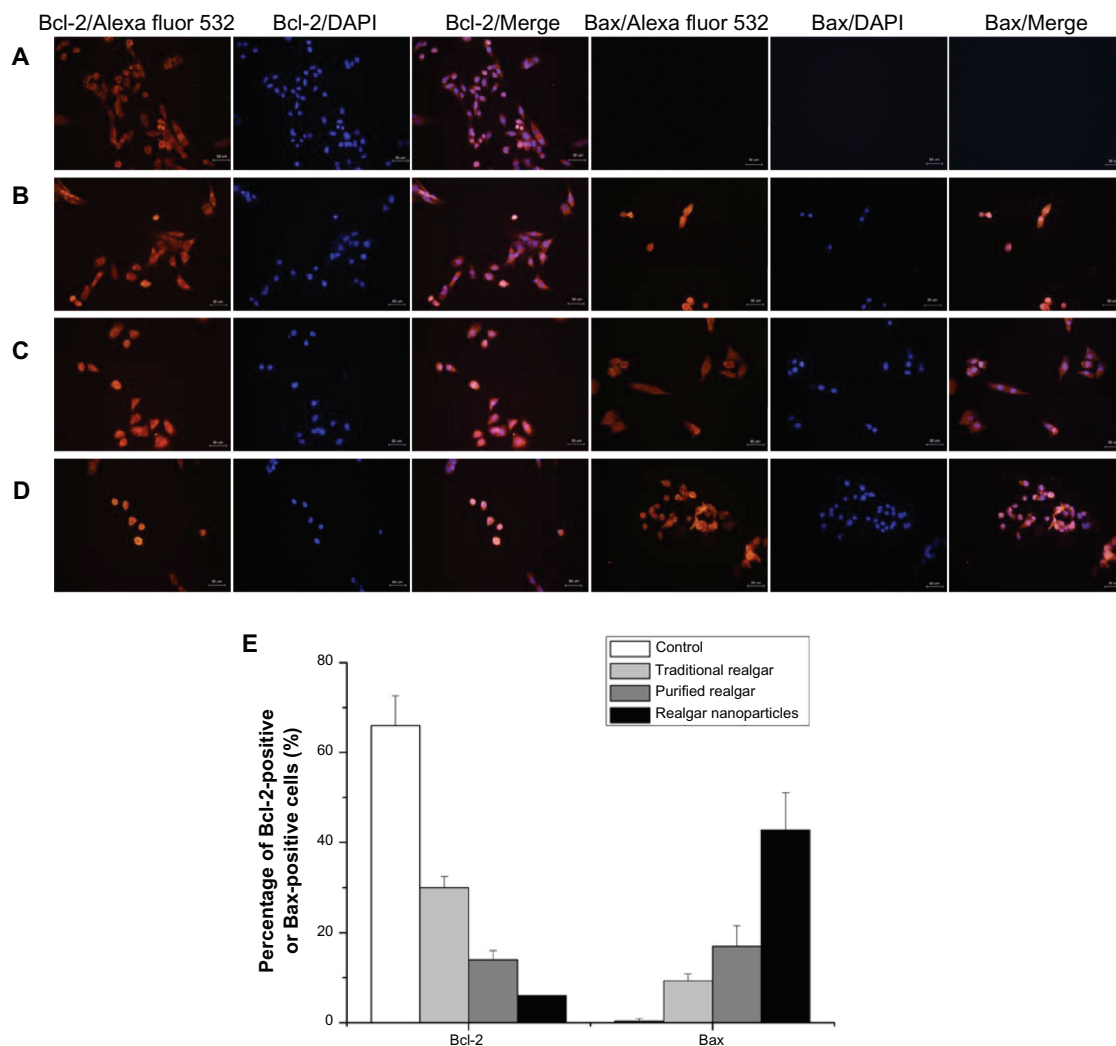 Bcl-2/Alexa fluor 532 Bcl-2/DAPI Bcl-2/Merge Bax/Alexa fluor 532 Bax/DAPI Bax/Merge
A
B
C
D
E
Control
Traditional realgar
Purified realgar
Realgar nanoparticles
Percentage of Bcl-2-positive
or Bax-positive cells (%)
80
60
40
20
0
Bcl-2 Bax